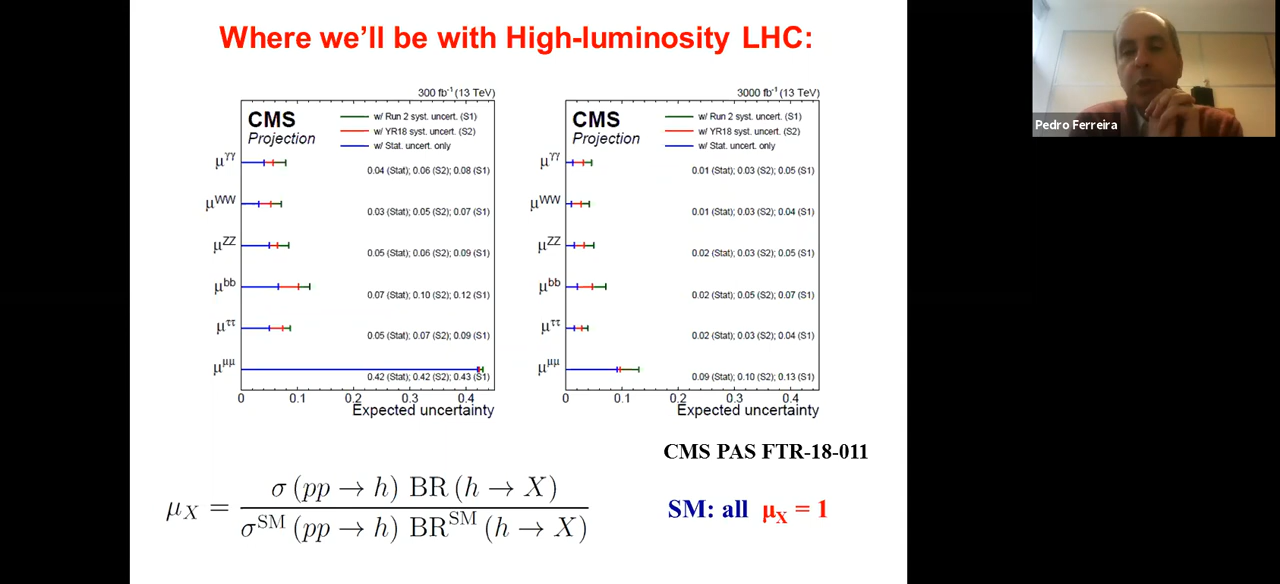 Where we'll be with High-luminosity LHC:
Pedro Ferreira
300 fb⁻¹ (13 TeV)
CMS
Projection
w/ Run 2 syst. uncert. (S1)
w/ YR18 syst. uncert. (S2)
w/ Stat. uncert. only
μ^γγ 0.04 (Stat); 0.06 (S2); 0.08 (S1)
μ^WW 0.03 (Stat); 0.05 (S2); 0.07 (S1)
μ^ZZ 0.05 (Stat); 0.06 (S2); 0.09 (S1)
μ^bb 0.07 (Stat); 0.10 (S2); 0.12 (S1)
μ^ττ 0.05 (Stat); 0.07 (S2); 0.09 (S1)
μ^μμ 0.42 (Stat); 0.42 (S2); 0.43 (S1)
0 0.1 0.2 0.3 0.4
Expected uncertainty
3000 fb⁻¹ (13 TeV)
CMS
Projection
w/ Run 2 syst. uncert. (S1)
w/ YR18 syst. uncert. (S2)
w/ Stat. uncert. only
μ^γγ 0.01 (Stat); 0.03 (S2); 0.05 (S1)
μ^WW 0.01 (Stat); 0.03 (S2); 0.04 (S1)
μ^ZZ 0.02 (Stat); 0.03 (S2); 0.05 (S1)
μ^bb 0.02 (Stat); 0.05 (S2); 0.07 (S1)
μ^ττ 0.02 (Stat); 0.03 (S2); 0.04 (S1)
μ^μμ 0.09 (Stat); 0.10 (S2); 0.13 (S1)
0 0.1 0.2 0.3 0.4
Expected uncertainty
CMS PAS FTR-18-011
σ (pp → h) BR (h → X)
μ_X =
σ^SM (pp → h) BR^SM (h → X)
SM: all μ_X = 1